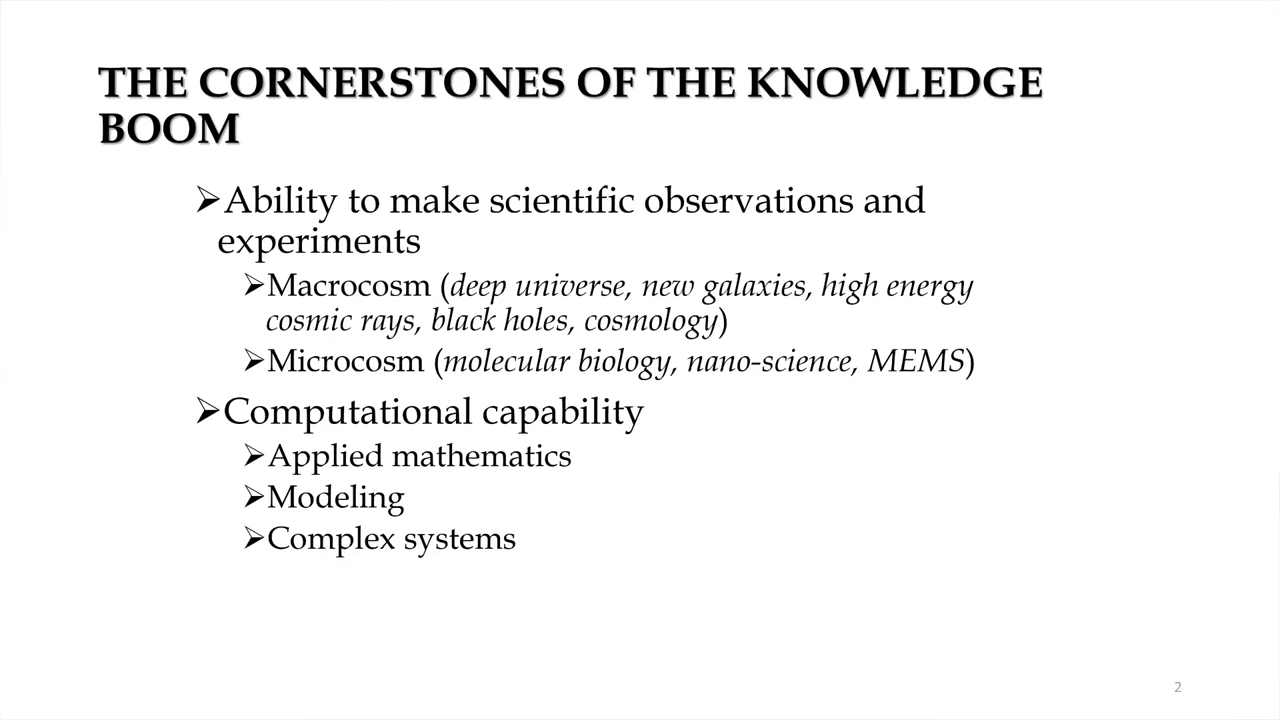 THE CORNERSTONES OF THE KNOWLEDGE
BOOM
➢Ability to make scientific observations and
experiments
➢Macrocosm (deep universe, new galaxies, high energy
cosmic rays, black holes, cosmology)
➢Microcosm (molecular biology, nano-science, MEMS)
➢Computational capability
➢Applied mathematics
➢Modeling
➢Complex systems
2